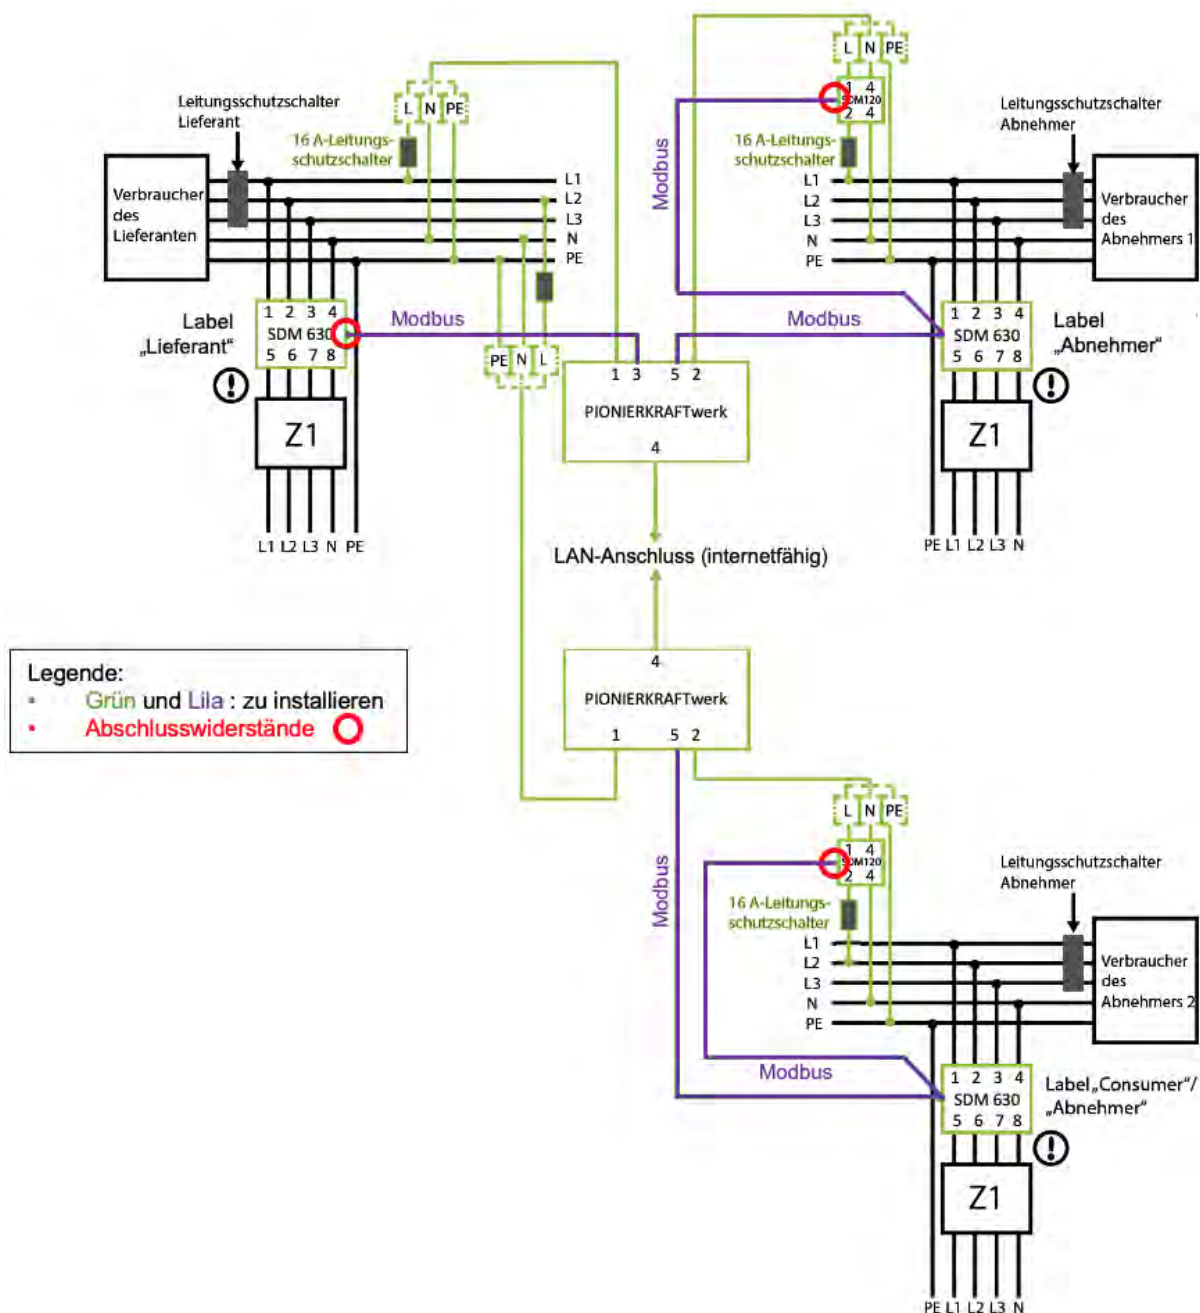 L N PE
1 4
SDM120
2 4
16 A-Leitungs-
schutzschalter
Leitungsschutzschalter
Abnehmer
Modbus
L1
L2
L3
N
PE
Verbraucher
des
Abnehmers 1
1 2 3 4
SDM 630
5 6 7 8
Label
„Abnehmer“
Modbus
Z1
PE L1 L2 L3 N
Leitungsschutzschalter
Lieferant
L N PE
16 A-Leitungs-
schutzschalter
Verbraucher
des
Lieferanten
L1
L2
L3
N
PE
Label
„Lieferant“
1 2 3 4
SDM 630
5 6 7 8
!
Modbus
PE N L
Z1
L1 L2 L3 N PE
1 3 5 2
PIONIERKRAFTwerk
4
!
LAN-Anschluss (internetfähig)
4
PIONIERKRAFTwerk
1 5 2
Legende:
Grün und Lila : zu installieren
Abschlusswiderstände
L N PE
1 4
SDM120
2 4
Modbus
16 A-Leitungs-
schutzschalter
Leitungsschutzschalter
Abnehmer
L1
L2
L3
N
PE
Verbraucher
des
Abnehmers 2
Modbus
1 2 3 4
SDM 630
5 6 7 8
Label„Consumer“/
„Abnehmer“
!
Z1
PE L1 L2 L3 N